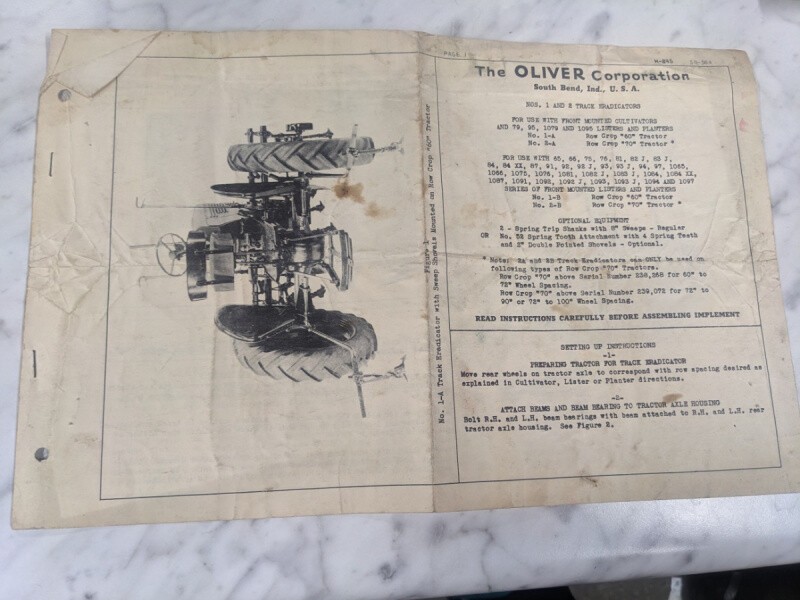 PAGE 1
The OLIVER Corporation
South Bend, Ind., U. S. A.
NOS. 1 AND 2 TRACK ERADICATORS
FOR USE WITH FRONT MOUNTED CULTIVATORS
AND 79, 95, 1079 AND 1095 LISTERS AND PLANTERS
No. 1-A Row Crop "60" Tractor
No. 2-A Row Crop "70" Tractor *
FOR USE WITH 65, 66, 75, 76, 81, 82 J, 83 J,
84, 84 XX, 87, 91, 92, 92 J, 93, 93 J, 94, 97, 1065,
1066, 1075, 1076, 1081, 1082 J, 1083 J, 1084, 1084 XX,
1087, 1091, 1092, 1092 J, 1093, 1093 J, 1094 AND 1097
SERIES OF FRONT MOUNTED LISTERS AND PLANTERS
No. 1-B Row Crop "60" Tractor
No. 2-B Row Crop "70" Tractor *
OPTIONAL EQUIPMENT
2 - Spring Trip Shanks with 8" Sweeps - Regular
OR No. 52 Spring Tooth Attachment with 4 Spring Teeth
and 2" Double Pointed Shovels - Optional.
* Note: 2A and 2B Track Eradicators can ONLY be used on
following types of Row Crop "70" Tractors.
Row Crop "70" above Serial Number 238,258 for 60" to
72" Wheel Spacing.
Row Crop "70" above Serial Number 239,072 for 72" to
90" or 72" to 100" Wheel Spacing.
READ INSTRUCTIONS CAREFULLY BEFORE ASSEMBLING IMPLEMENT
SETTING UP INSTRUCTIONS
-1-
PREPARING TRACTOR FOR TRACK ERADICATOR
Move rear wheels on tractor axle to correspond with row spacing desired as
explained in Cultivator, Lister or Planter directions.
-2-
ATTACH BEAMS AND BEAM BEARING TO TRACTOR AXLE HOUSING
Bolt R.H. and L.H. beam bearings with beam attached to R.H. and L.H. rear
tractor axle housing. See Figure 2.
Figure 1
No. 1-A Track Eradicator with Sweep Shovels Mounted on Row Crop "60" Tractor